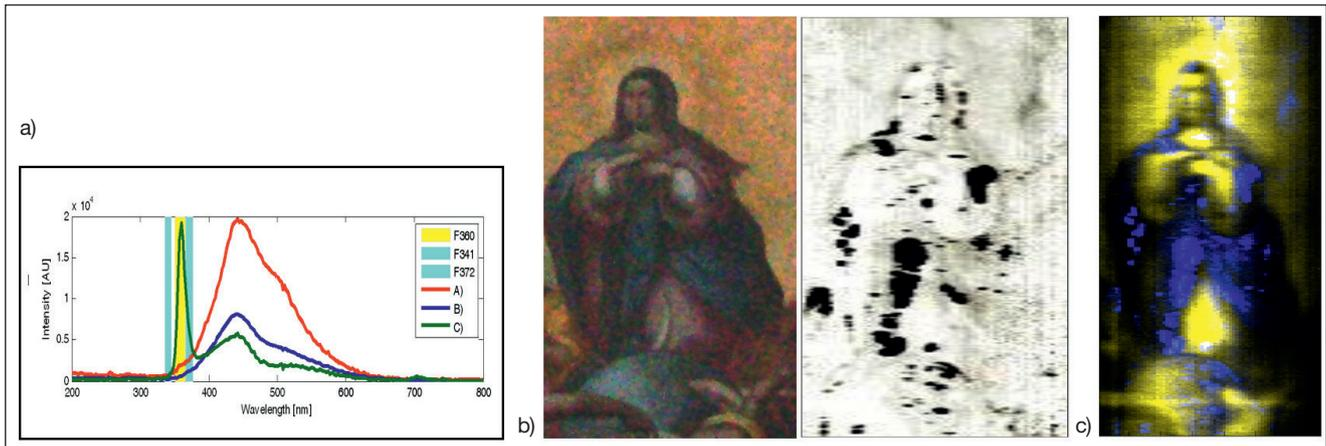 a)
x 10⁴
2
1.5
1
0.5
0
Intensity [AU]
200 300 400 500 600 700 800
Wavelength [nm]
F360
F341
F372
A)
B)
C)
b)
c)